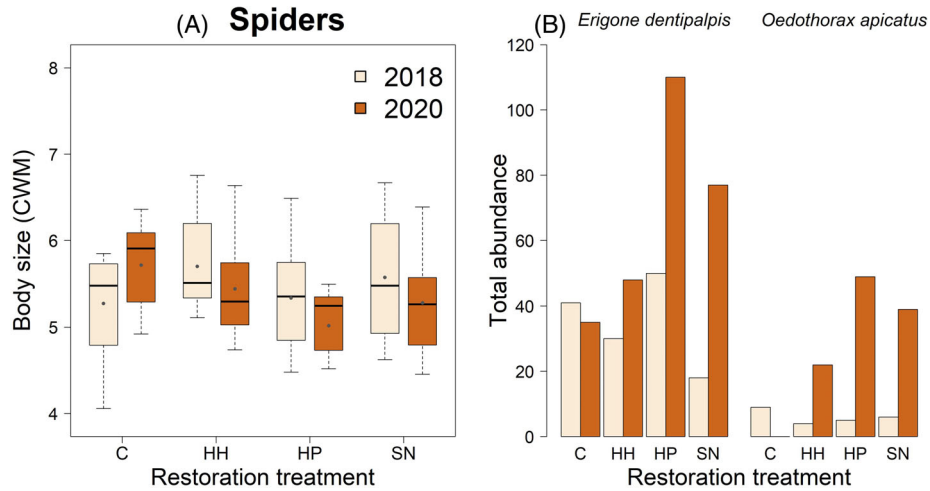 (A) Spiders
2018
2020
Body size (CWM)
8
7
6
5
4
C HH HP SN
Restoration treatment
(B) Erigone dentipalpis Oedothorax apicatus
Total abundance
120
100
80
60
40
20
0
C HH HP SN C HH HP SN
Restoration treatment